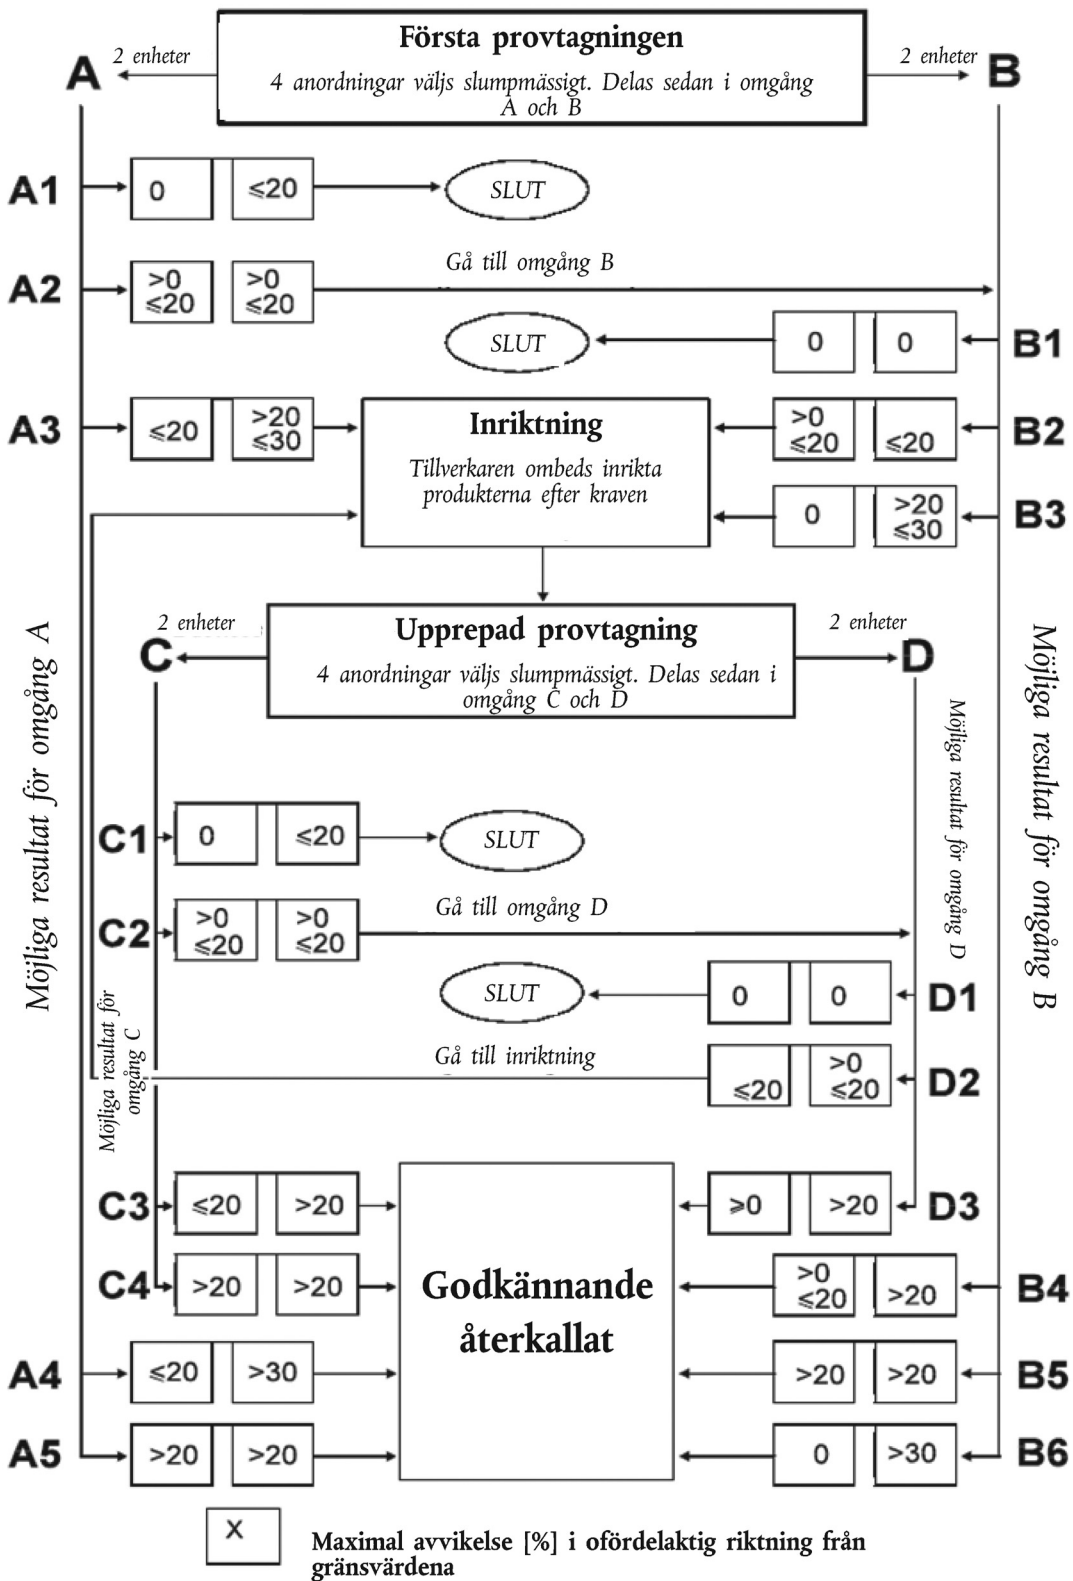 Första provtagningen
A 2 enheter 2 enheter B
4 anordningar väljs slumpmässigt. Delas sedan i omgång
A och B
A1 0 ⩽20 SLUT
Gå till omgång B
A2 >0 ⩽20 >0 ⩽20
SLUT 0 0 B1
A3 ⩽20 >20 ⩽30
Inriktning
Tillverkaren ombeds inrikta
produkterna efter kraven
>0 ⩽20 ⩽20 B2
0 >20 ⩽30 B3
2 enheter 2 enheter
C Upprepad provtagning D
4 anordningar väljs slumpmässigt. Delas sedan i
omgång C och D
Möjliga resultat för omgång A
Möjliga resultat för omgång B
Möjliga resultat för omgång D
C1 0 ⩽20 SLUT
Gå till omgång D
C2 >0 ⩽20 >0 ⩽20
SLUT 0 0 D1
Möjliga resultat för
omgång C
Gå till inriktning
⩽20 >0 ⩽20 D2
C3 ⩽20 >20
⩾0 >20 D3
C4 >20 >20
Godkännande
återkallat
>0 ⩽20 >20 B4
A4 ⩽20 >30
>20 >20 B5
A5 >20 >20
0 >30 B6
X
Maximal avvikelse [%] i ofördelaktig riktning från
gränsvärdena